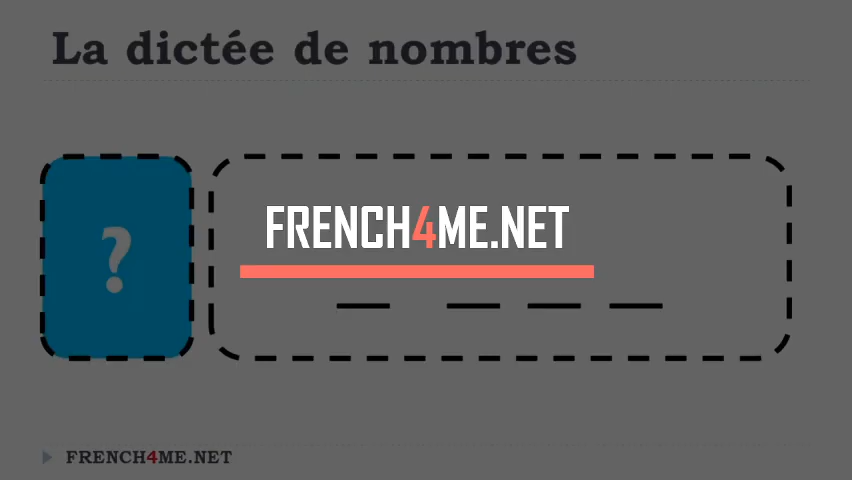 La dictée de nombres
?
FRENCH4ME.NET
FRENCH4ME.NET